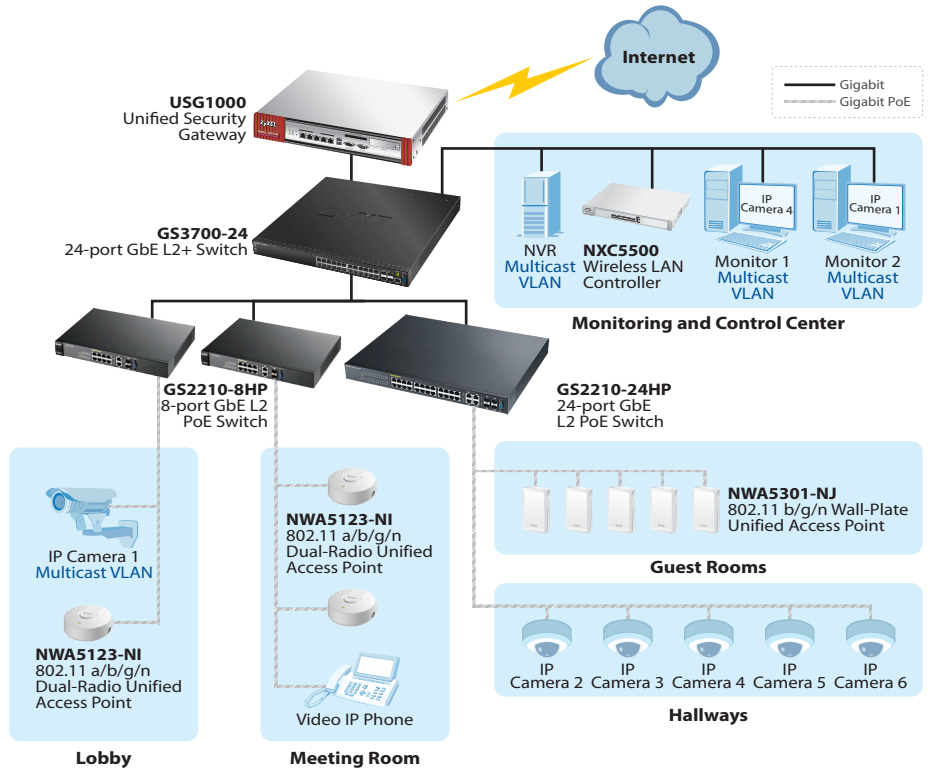 Internet
Gigabit
Gigabit PoE
USG1000
Unified Security
Gateway
ZyXEL
GS3700-24
24-port GbE L2+ Switch
NVR
Multicast
VLAN
NXC5500
Wireless LAN
Controller
IP
Camera 4
Monitor 1
Multicast
VLAN
IP
Camera 1
Monitor 2
Multicast
VLAN
Monitoring and Control Center
GS2210-8HP
8-port GbE L2
PoE Switch
GS2210-24HP
24-port GbE
L2 PoE Switch
IP Camera 1
Multicast VLAN
NWA5123-NI
802.11 a/b/g/n
Dual-Radio Unified
Access Point
Lobby
NWA5123-NI
802.11 a/b/g/n
Dual-Radio Unified
Access Point
Video IP Phone
Meeting Room
NWA5301-NJ
802.11 b/g/n Wall-Plate
Unified Access Point
Guest Rooms
IP
Camera 2
IP
Camera 3
IP
Camera 4
IP
Camera 5
IP
Camera 6
Hallways